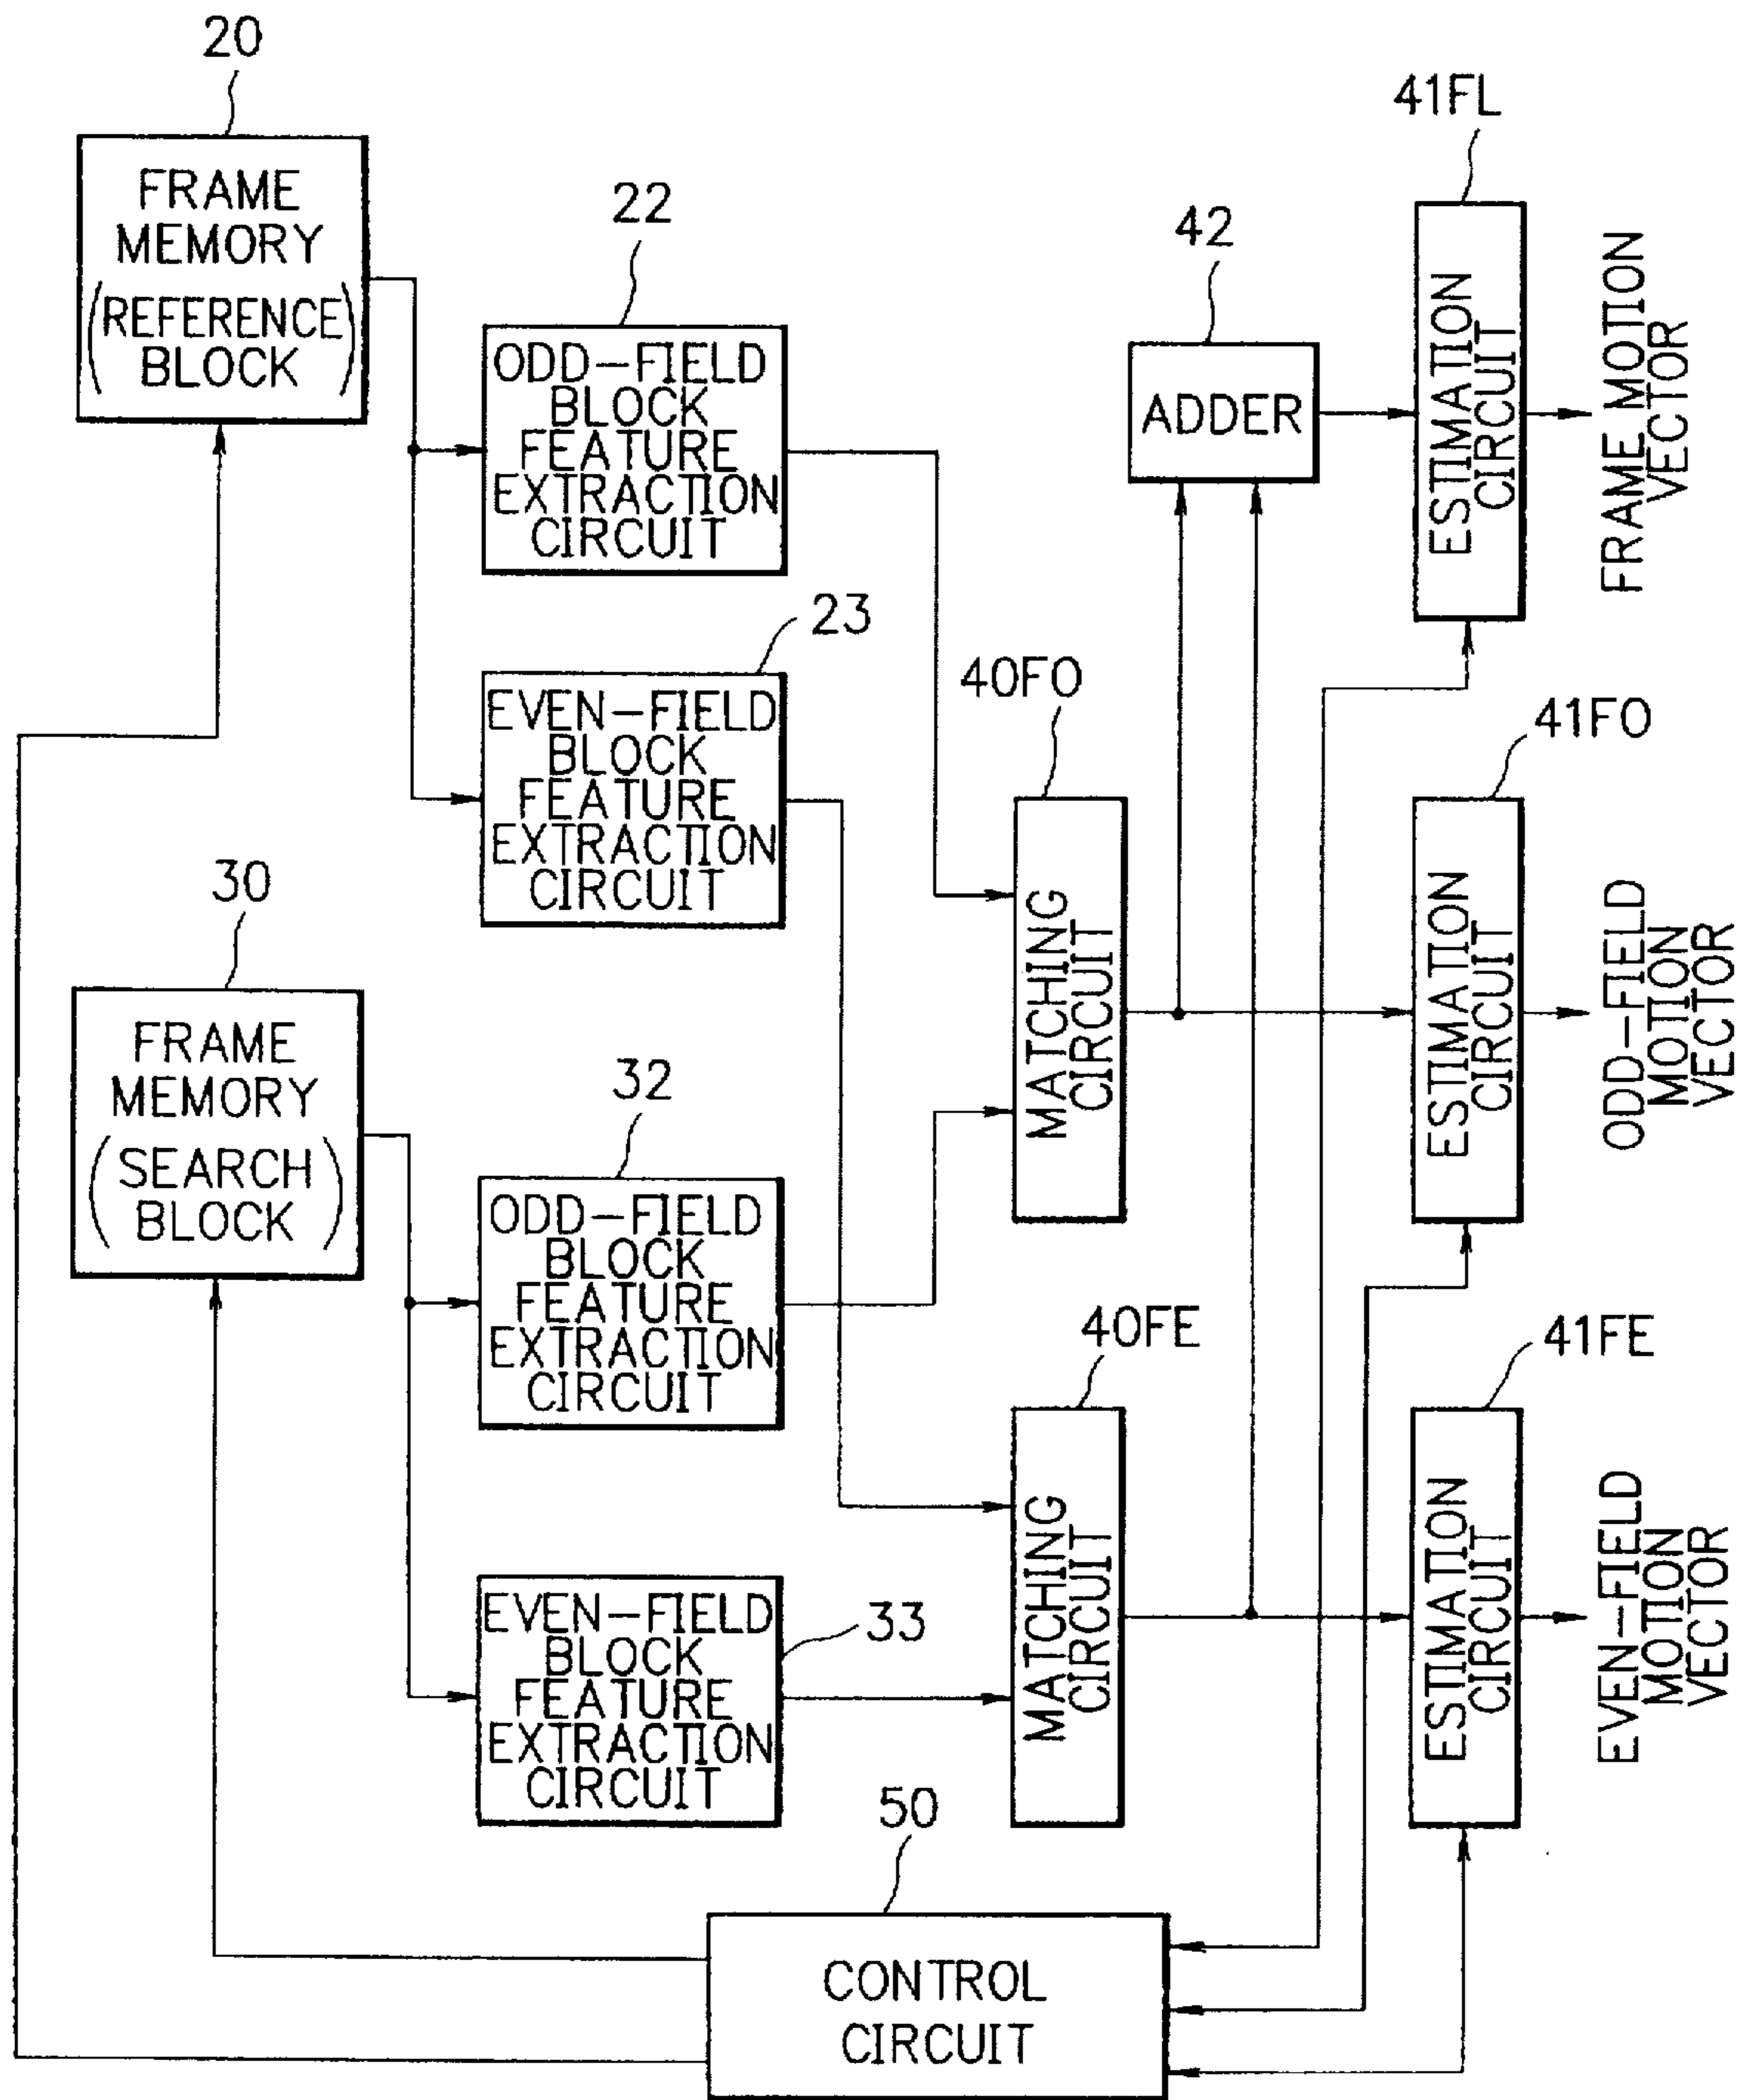 20
FRAME
MEMORY
(REFERENCE
BLOCK)
22
ODD-FIELD
BLOCK
FEATURE
EXTRACTION
CIRCUIT
23
EVEN-FIELD
BLOCK
FEATURE
EXTRACTION
CIRCUIT
30
FRAME
MEMORY
(SEARCH
BLOCK)
32
ODD-FIELD
BLOCK
FEATURE
EXTRACTION
CIRCUIT
33
EVEN-FIELD
BLOCK
FEATURE
EXTRACTION
CIRCUIT
40FO
MATCHING
CIRCUIT
40FE
MATCHING
CIRCUIT
42
ADDER
41FL
ESTIMATION
CIRCUIT
FRAME MOTION
VECTOR
41FO
ESTIMATION
CIRCUIT
ODD-FIELD
MOTION
VECTOR
41FE
ESTIMATION
CIRCUIT
EVEN-FIELD
MOTION
VECTOR
50
CONTROL
CIRCUIT